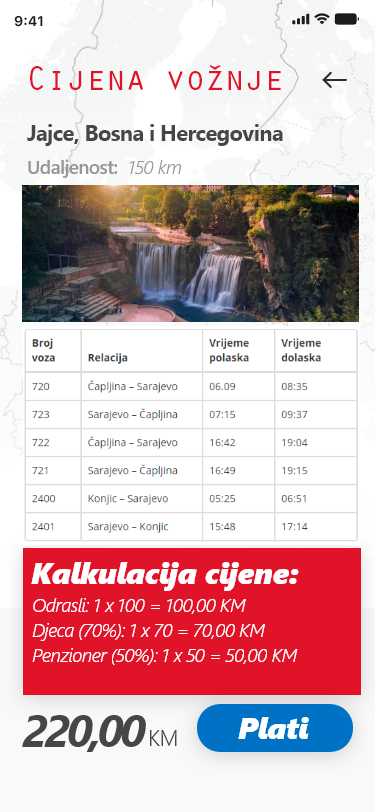 9:41
Cijena vožnje
Jajce, Bosna i Hercegovina
Udaljenost: 150 km
Broj voza Relacija Vrijeme polaska Vrijeme dolaska
720 Čapljina – Sarajevo 06.09 08:35
723 Sarajevo – Čapljina 07:15 09:37
722 Čapljina – Sarajevo 16:42 19:04
721 Sarajevo – Čapljina 16:49 19:15
2400 Konjic – Sarajevo 05:25 06:51
2401 Sarajevo – Konjic 15:48 17:14
Kalkulacija cijene:
Odrasli: 1 x 100 = 100,00 KM
Djeca (70%): 1 x 70 = 70,00 KM
Penzioner (50%): 1 x 50 = 50,00 KM
220,00 KM
Plati